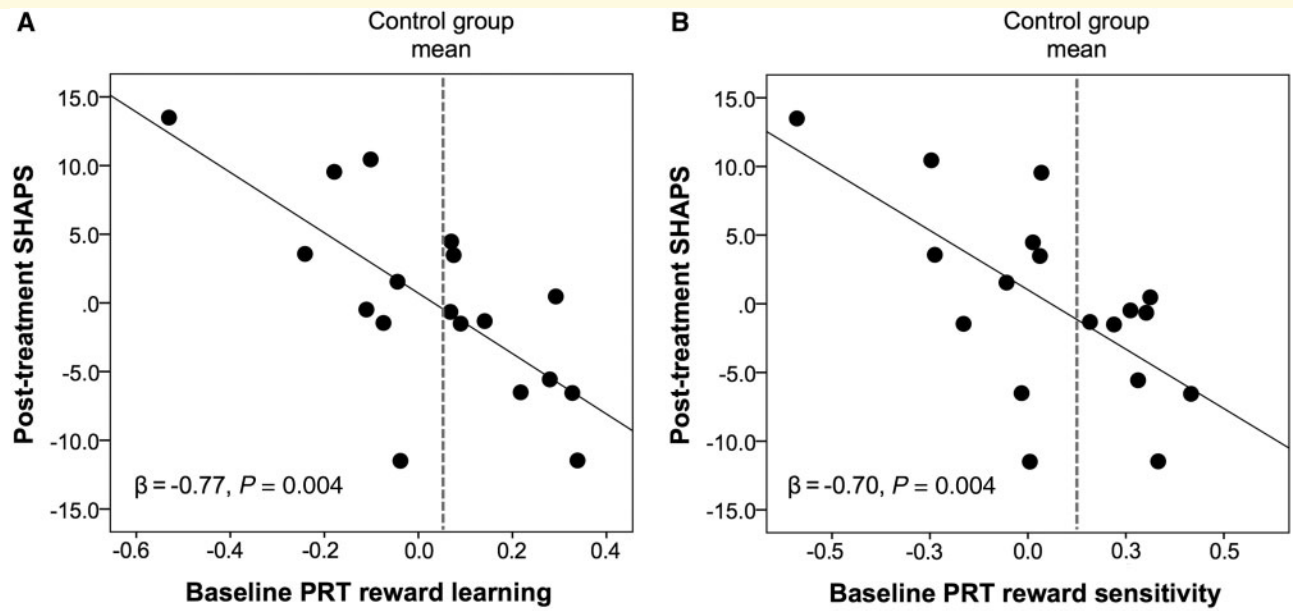 A
Control group
mean
15.0
10.0
5.0
.0
-5.0
-10.0
-15.0
Post-treatment SHAPS
β = -0.77, P = 0.004
-0.6 -0.4 -0.2 0.0 0.2 0.4
Baseline PRT reward learning
B
Control group
mean
15.0
10.0
5.0
.0
-5.0
-10.0
-15.0
Post-treatment SHAPS
β = -0.70, P = 0.004
-0.5 -0.3 0.0 0.3 0.5
Baseline PRT reward sensitivity